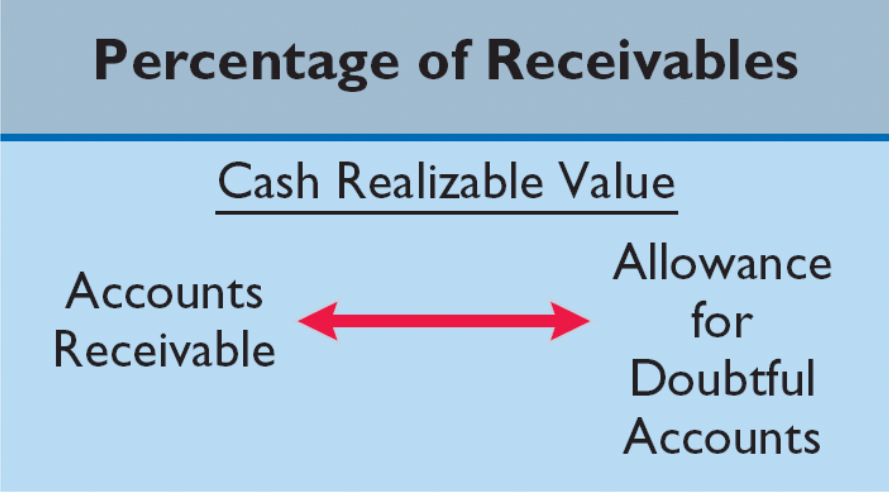 Percentage of Receivables
Cash Realizable Value
Accounts
Receivable
Allowance
for
Doubtful
Accounts